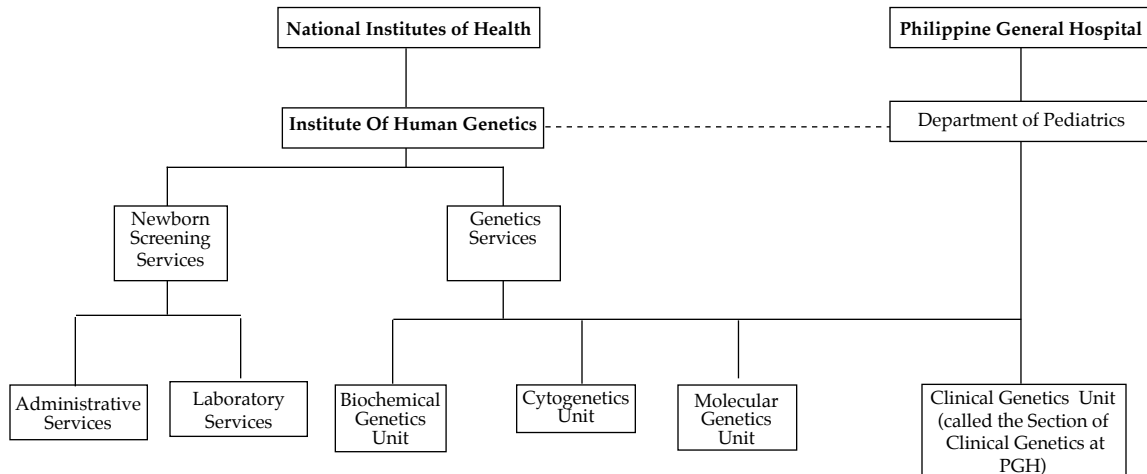 National Institutes of Health
Philippine General Hospital
Institute Of Human Genetics
Department of Pediatrics
Newborn
Screening
Services
Genetics
Services
Administrative
Services
Laboratory
Services
Biochemical
Genetics
Unit
Cytogenetics
Unit
Molecular
Genetics
Unit
Clinical Genetics Unit
(called the Section of
Clinical Genetics at
PGH)